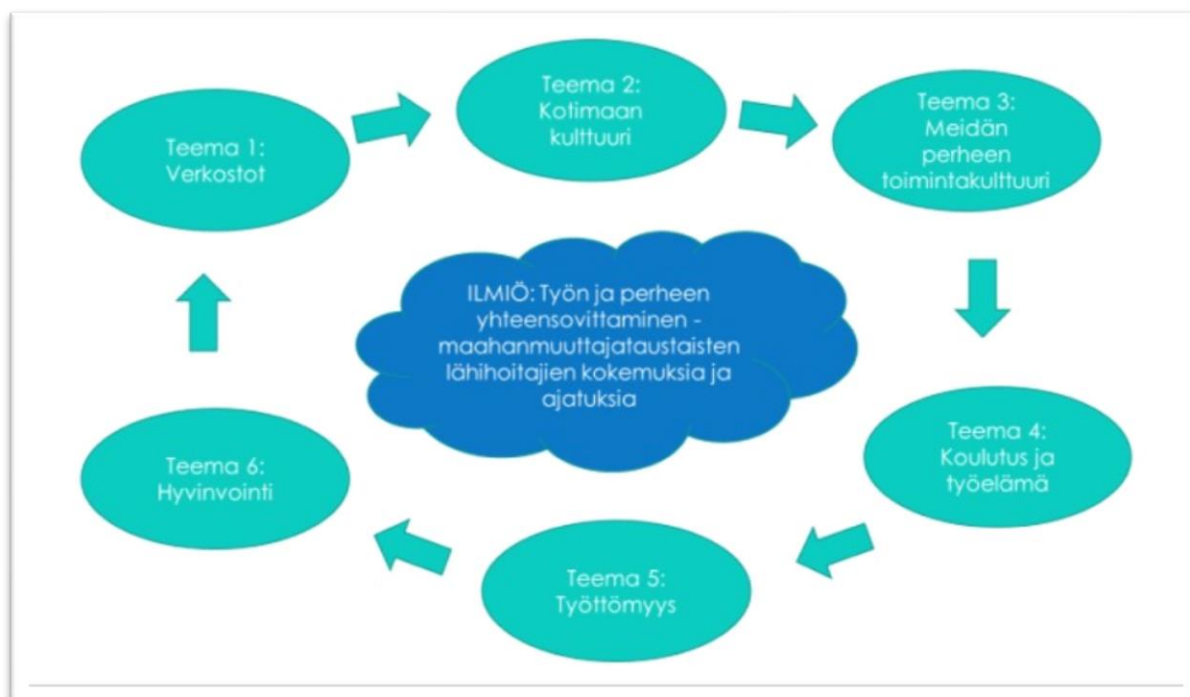 Teema 1:
Verkostot
Teema 2:
Kotimaan
kulttuuri
Teema 3:
Meidän
perheen
toimintakulttuuri
ILMIÖ: Työn ja perheen
yhteensovittaminen -
maahanmuuttajataustaisten
lähihoitajien kokemuksia ja
ajatuksia
Teema 4:
Koulutus ja
työelämä
Teema 5:
Työttömyys
Teema 6:
Hyvinvointi